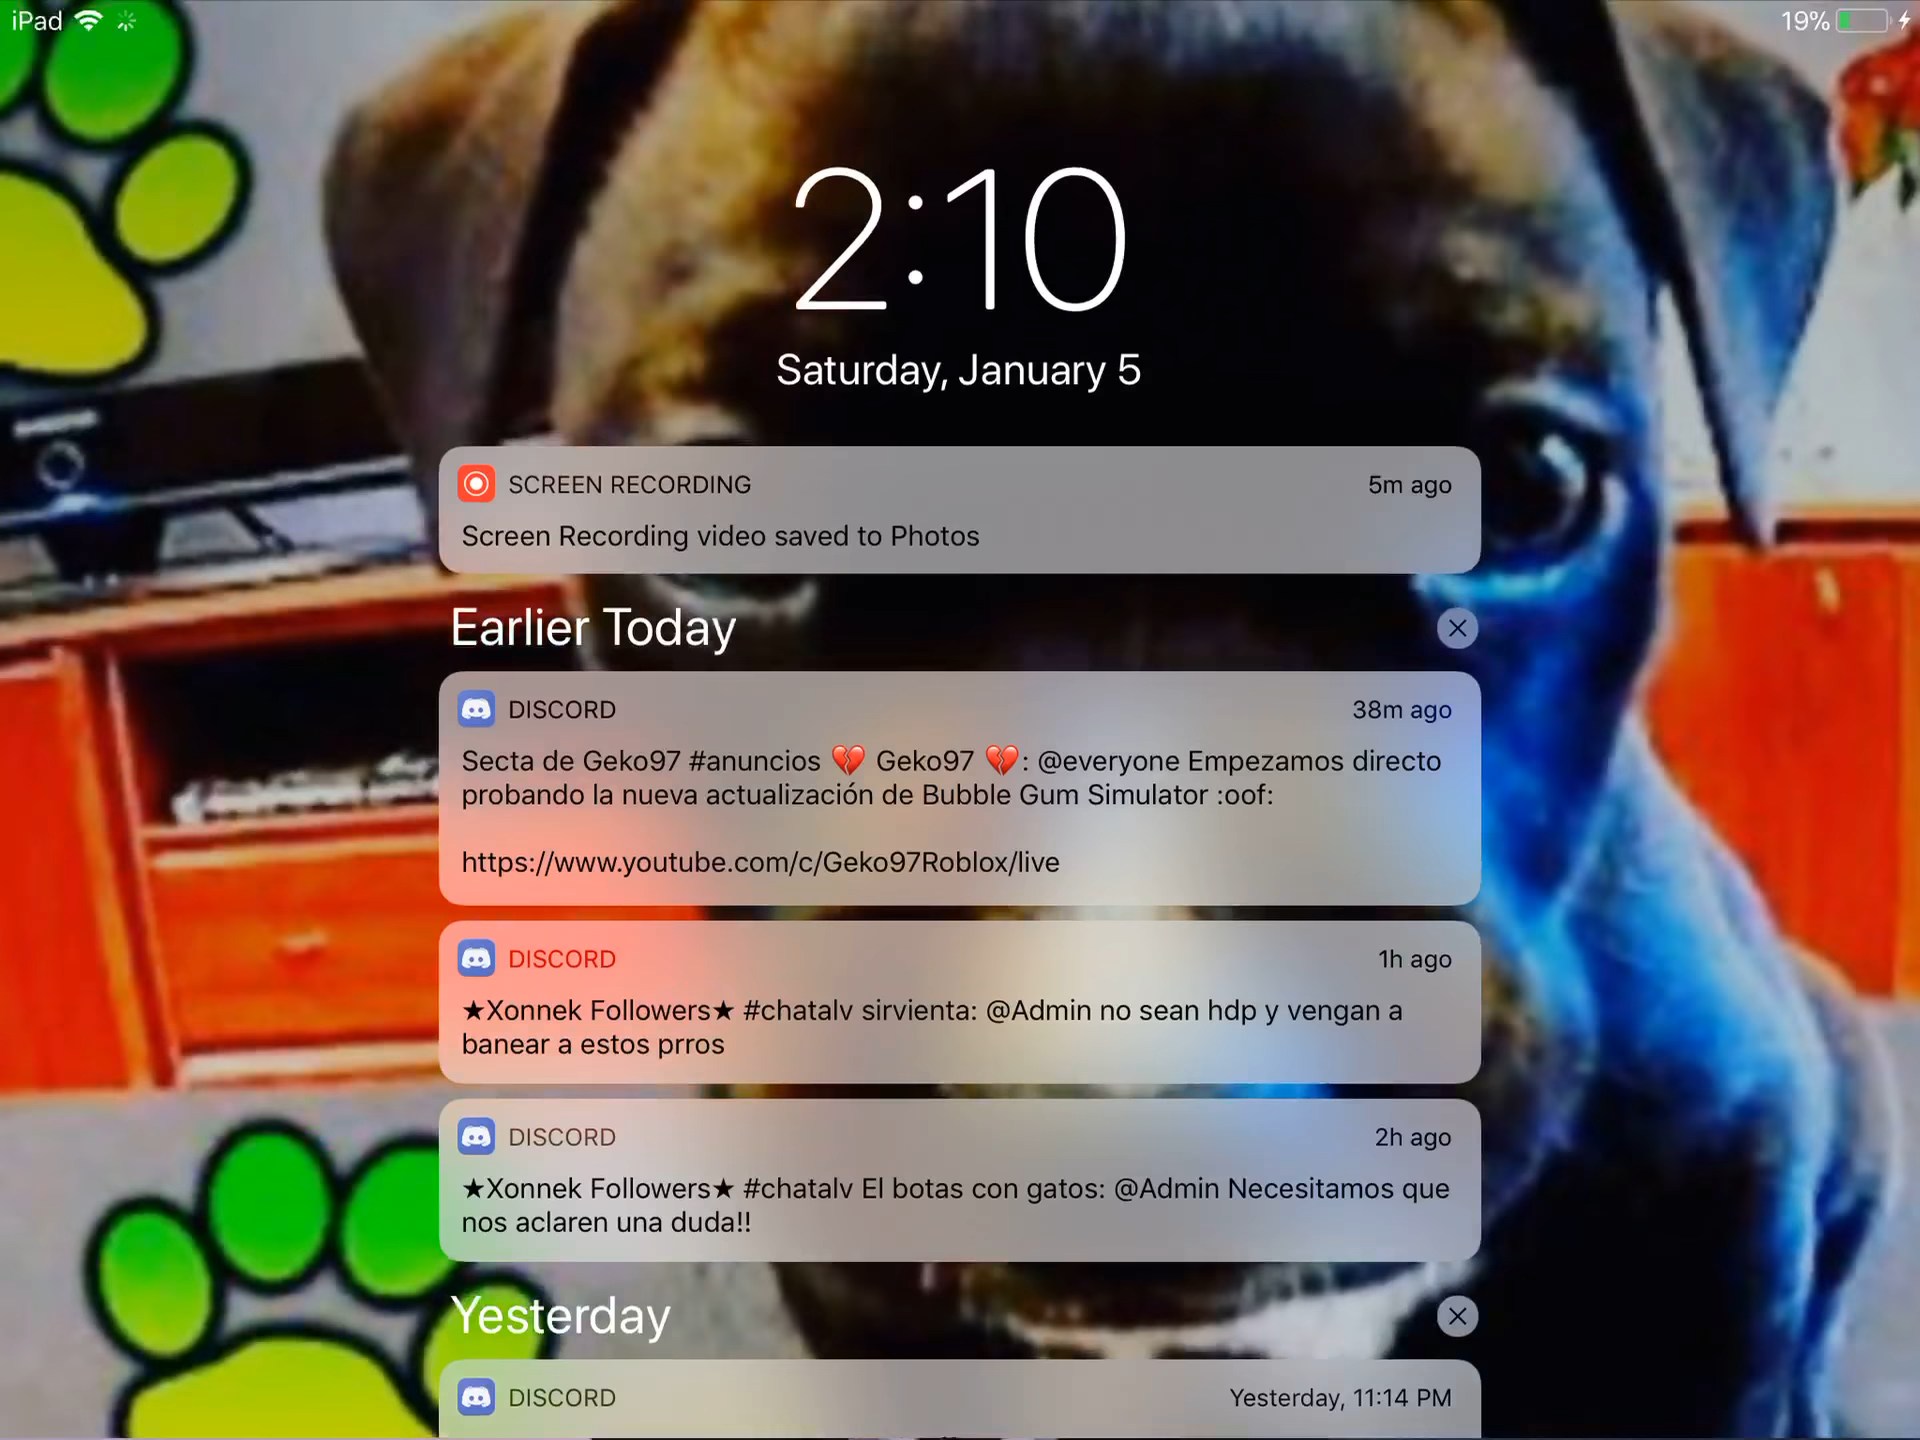 iPad 19%
2:10
Saturday, January 5
SCREEN RECORDING 5m ago
Screen Recording video saved to Photos
Earlier Today
DISCORD 38m ago
Secta de Geko97 #anuncios 💔 Geko97 💔: @everyone Empezamos directo
probando la nueva actualización de Bubble Gum Simulator :oof:
https://www.youtube.com/c/Geko97Roblox/live
DISCORD 1h ago
★Xonnek Followers★ #chatalv sirvienta: @Admin no sean hdp y vengan a
banear a estos prros
DISCORD 2h ago
★Xonnek Followers★ #chatalv El botas con gatos: @Admin Necesitamos que
nos aclaren una duda!!
Yesterday
DISCORD Yesterday, 11:14 PM